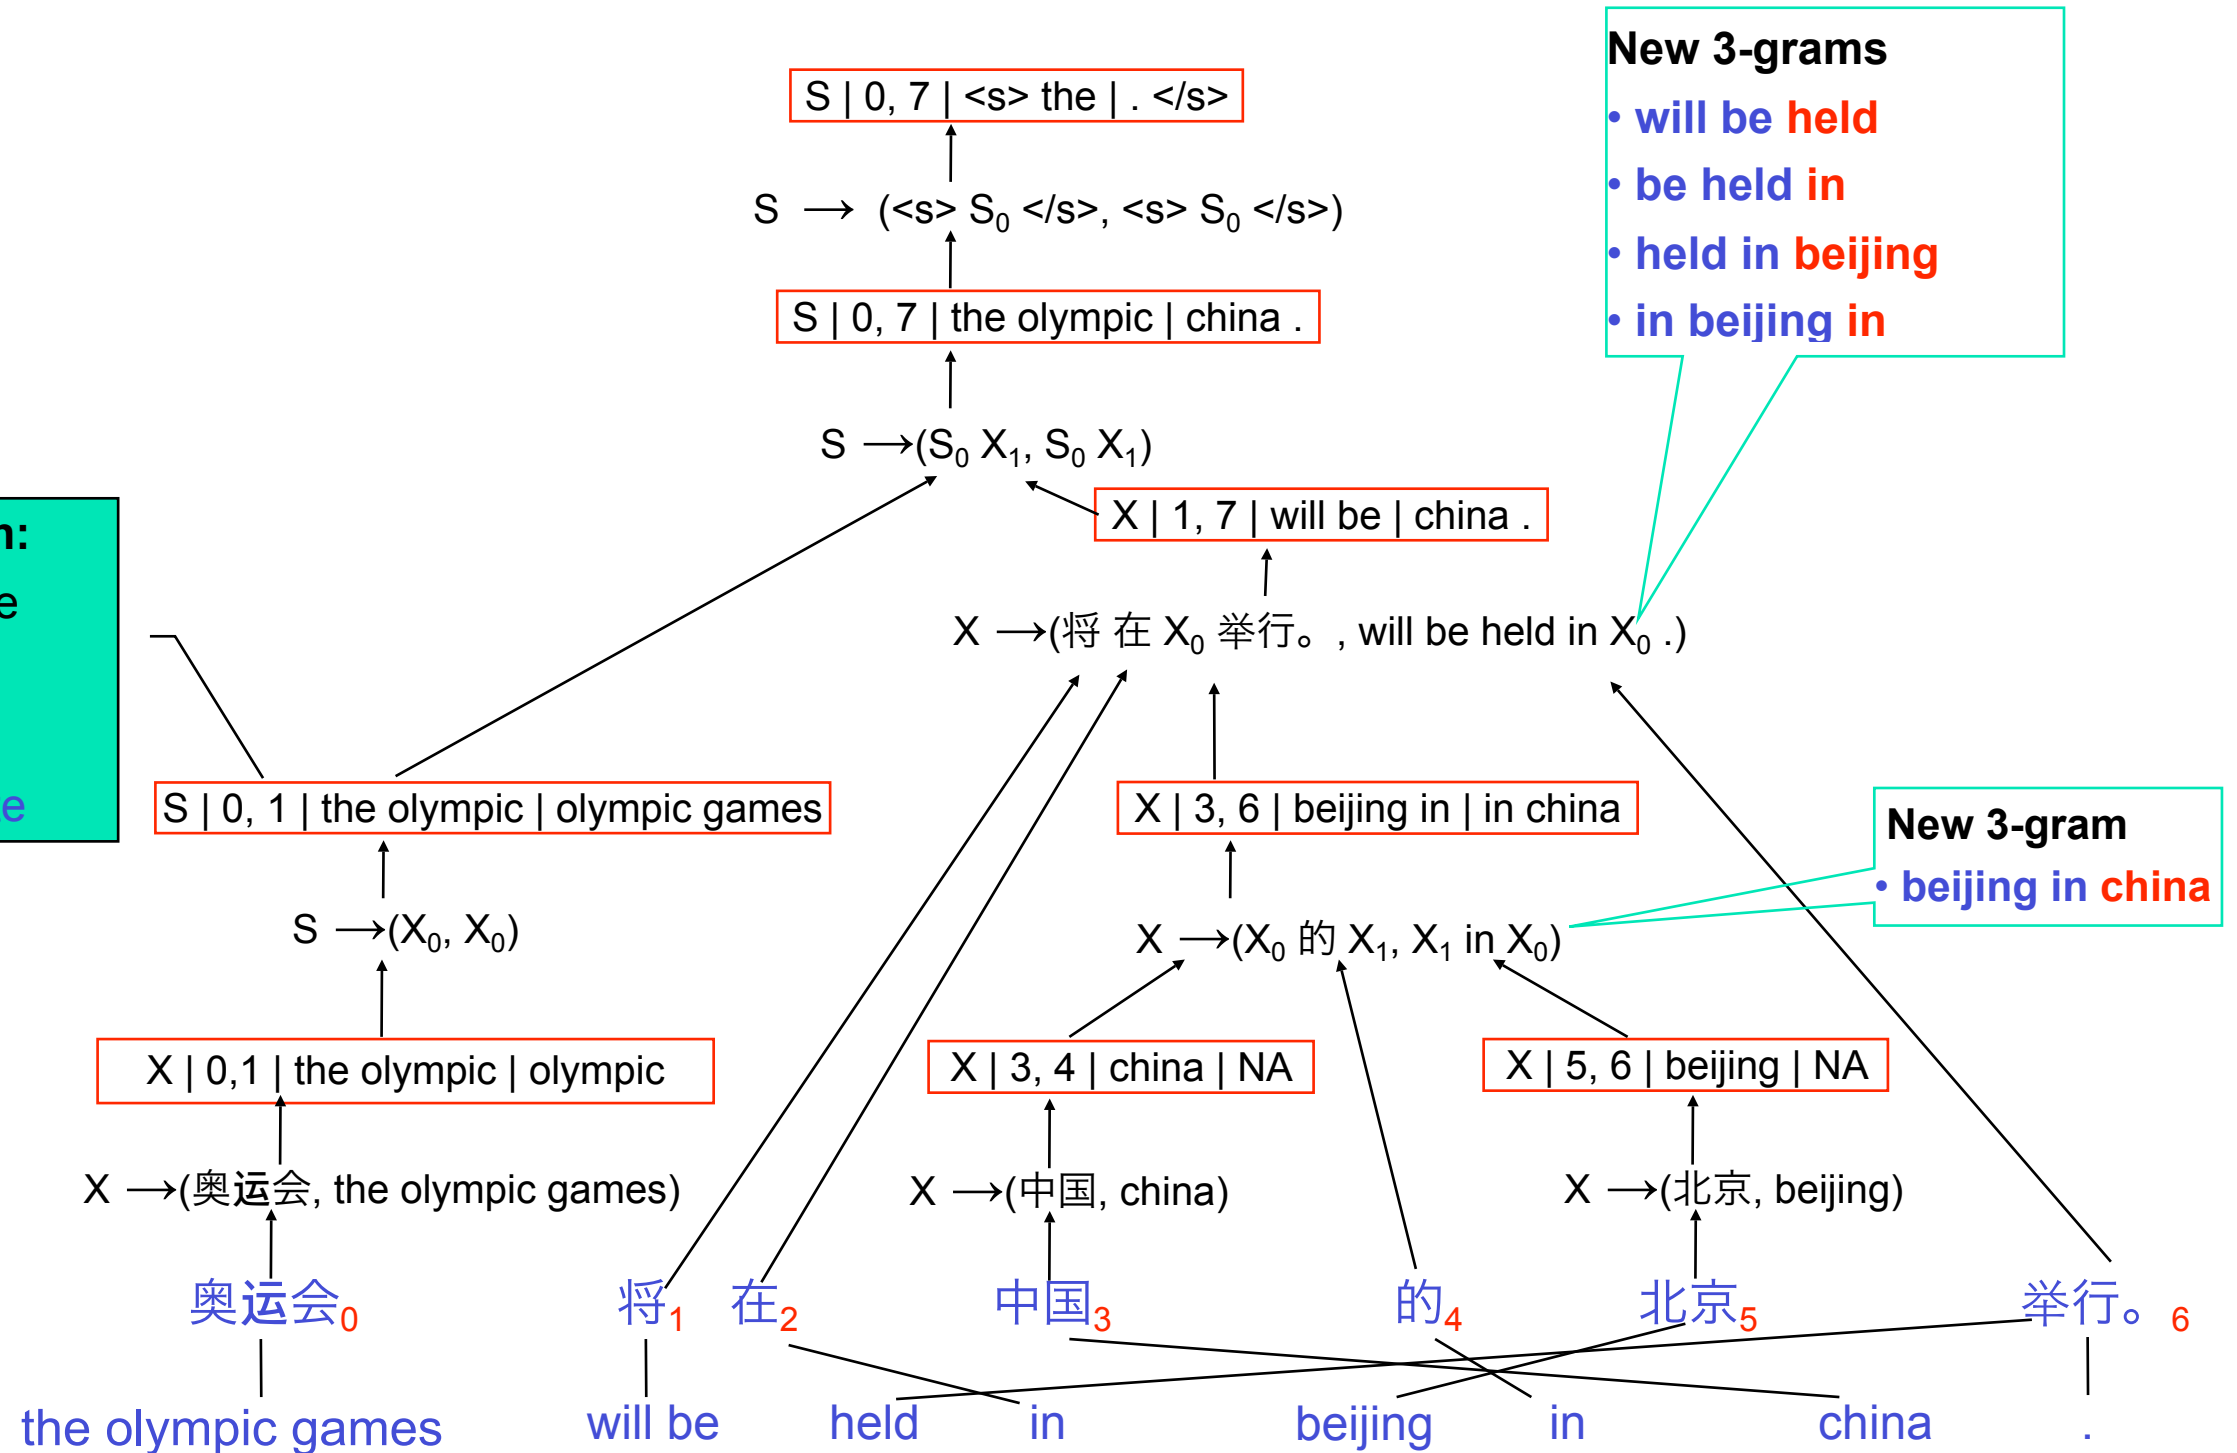 New 3-grams
• will be held
• be held in
• held in beijing
• in beijing in
S | 0, 7 | <s> the | . </s>
S → (<s> S0 </s>, <s> S0 </s>)
S | 0, 7 | the olympic | china .
S →(S0 X1, S0 X1)
X | 1, 7 | will be | china .
X →(将 在 X0 举行。, will be held in X0 .)
S | 0, 1 | the olympic | olympic games
X | 3, 6 | beijing in | in china
New 3-gram
• beijing in china
S →(X0, X0)
X →(X0 的 X1, X1 in X0)
X | 0,1 | the olympic | olympic
X | 3, 4 | china | NA
X | 5, 6 | beijing | NA
X →(奥运会, the olympic games)
X →(中国, china)
X →(北京, beijing)
奥运会0 将1 在2 中国3 的4 北京5 举行。6
the olympic games will be held in beijing in china .